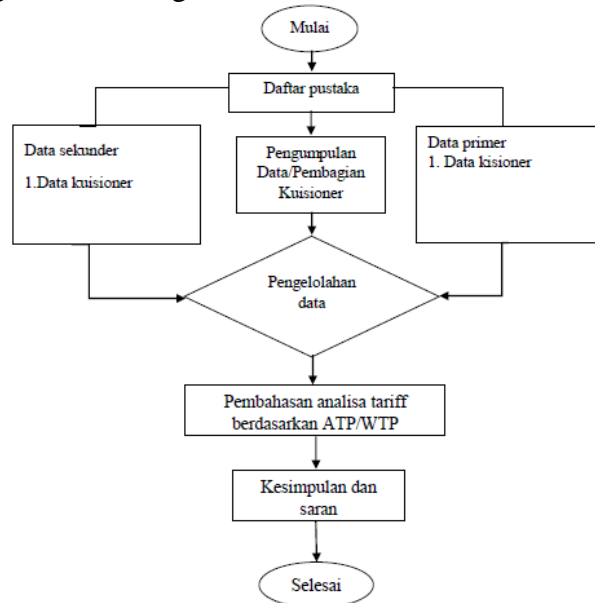 Mulai
Daftar pustaka
Data sekunder
1.Data kuisioner
Pengumpulan
Data/Pembagian
Kuisioner
Data primer
1. Data kisioner
Pengelolahan
data
Pembahasan analisa tariff
berdasarkan ATP/WTP
Kesimpulan dan
saran
Selesai